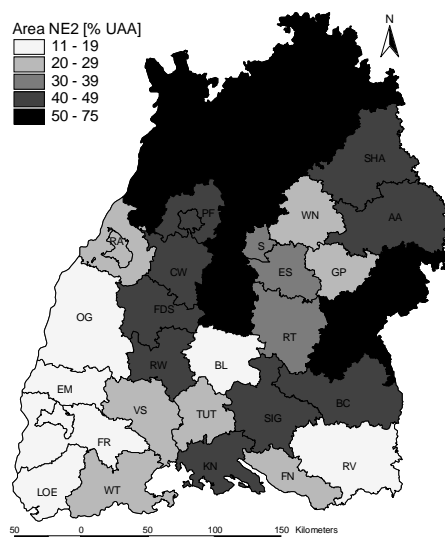 Area NE2 [% UAA]
11 - 19
20 - 29
30 - 39
40 - 49
50 - 75
N
SHA
PF
WN
AA
RA
S
CW
ES
GP
OG
FDS
RT
RW
BL
EM
VS
TUT
SIG
BC
FR
KN
FN
RV
LOE
WT
50 0 50 100 150 Kilometers